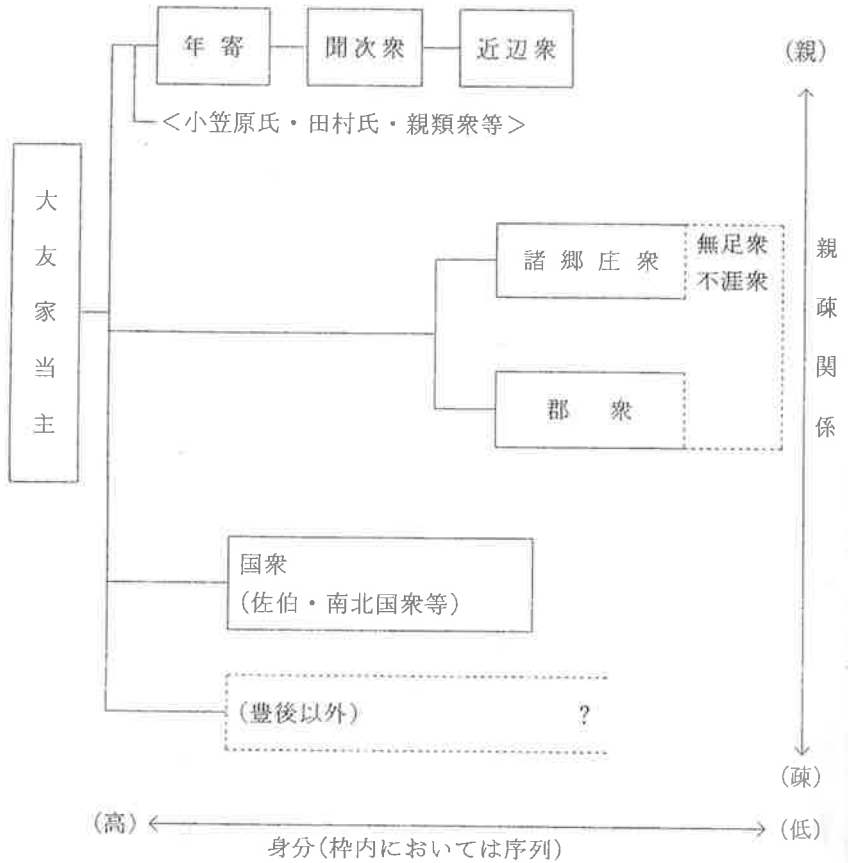 年寄
聞次衆
近辺衆
(親)
<小笠原氏・田村氏・親類衆等>
大友家当主
諸郷庄衆
無足衆
不涯衆
親疎関係
郡衆
国衆
(佐伯・南北国衆等)
(豊後以外) ?
(疎)
(高)
(低)
身分(枠内においては序列)